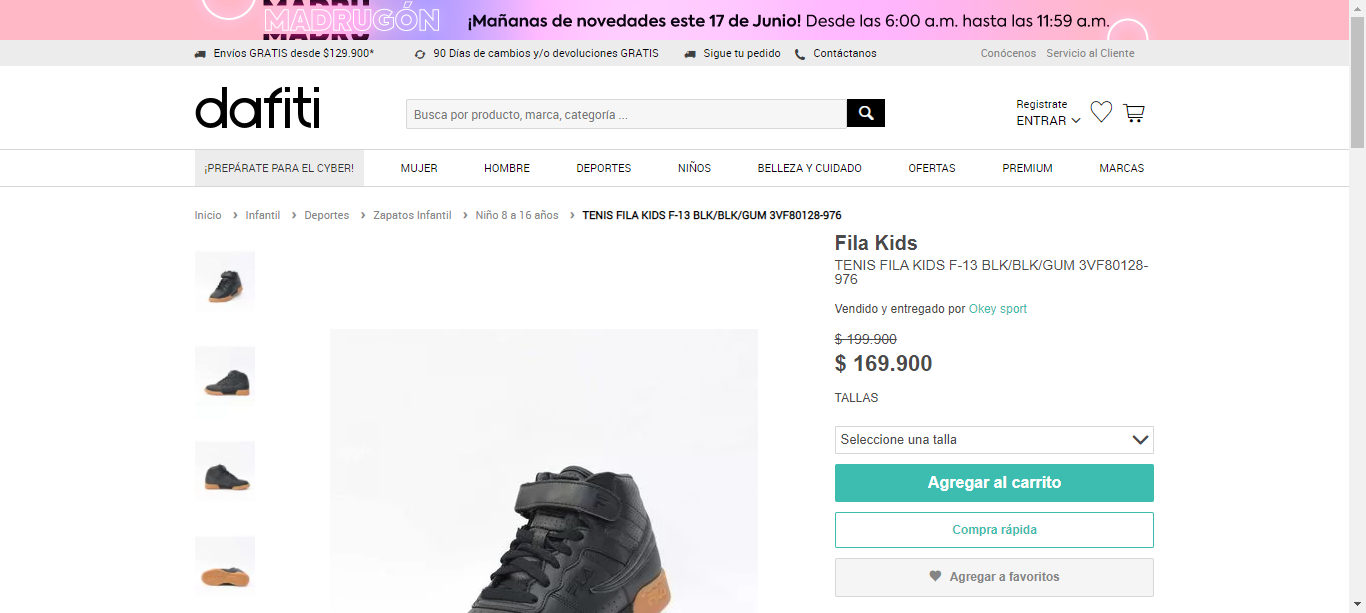 MADRUGÓN
¡Mañanas de novedades este 17 de Junio! Desde las 6:00 a.m. hasta las 11:59 a.m.
Envíos GRATIS desde $129.900*
90 Días de cambios y/o devoluciones GRATIS
Sigue tu pedido
Contáctanos
Conócenos
Servicio al Cliente
dafiti
Busca por producto, marca, categoría ...
Registrate
ENTRAR
¡PREPÁRATE PARA EL CYBER!
MUJER
HOMBRE
DEPORTES
NIÑOS
BELLEZA Y CUIDADO
OFERTAS
PREMIUM
MARCAS
Inicio › Infantil › Deportes › Zapatos Infantil › Niño 8 a 16 años › TENIS FILA KIDS F-13 BLK/BLK/GUM 3VF80128-976
Fila Kids
TENIS FILA KIDS F-13 BLK/BLK/GUM 3VF80128-
976
Vendido y entregado por Okey sport
$ 199.900
$ 169.900
TALLAS
Seleccione una talla
Agregar al carrito
Compra rápida
Agregar a favoritos